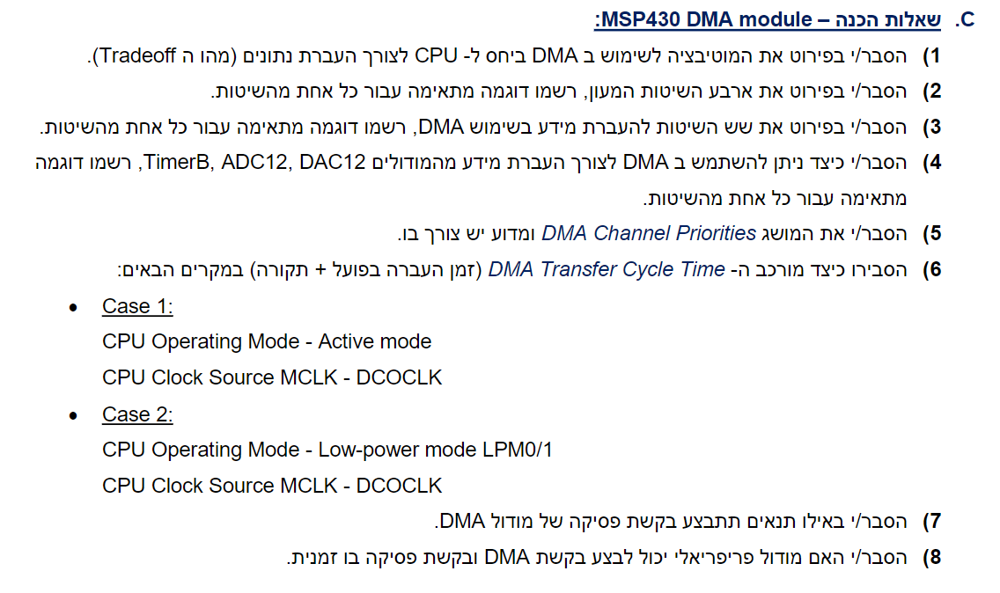 C. שאלות הכנה – MSP430 DMA module:
1) הסבר/י בפירוט את המוטיבציה לשימוש ב DMA ביחס ל- CPU לצורך העברת נתונים (מהו ה Tradeoff).
2) הסבר/י בפירוט את ארבע השיטות המעון, רשמו דוגמה מתאימה עבור כל אחת מהשיטות.
3) הסבר/י בפירוט את שש השיטות להעברת מידע בשימוש DMA, רשמו דוגמה מתאימה עבור כל אחת מהשיטות.
4) הסבר/י כיצד ניתן להשתמש ב DMA לצורך העברת מידע מהמודולים TimerB, ADC12, DAC12, רשמו דוגמה
מתאימה עבור כל אחת מהשיטות.
5) הסבר/י את המושג DMA Channel Priorities ומדוע יש צורך בו.
6) הסבירו כיצד מורכב ה- DMA Transfer Cycle Time (זמן העברה בפועל + תקורה) במקרים הבאים:
• Case 1:
CPU Operating Mode - Active mode
CPU Clock Source MCLK - DCOCLK
• Case 2:
CPU Operating Mode - Low-power mode LPM0/1
CPU Clock Source MCLK - DCOCLK
7) הסבר/י באילו תנאים תתבצע בקשת פסיקה של מודול DMA.
8) הסבר/י האם מודול פריפריאלי יכול לבצע בקשת DMA ובקשת פסיקה בו זמנית.